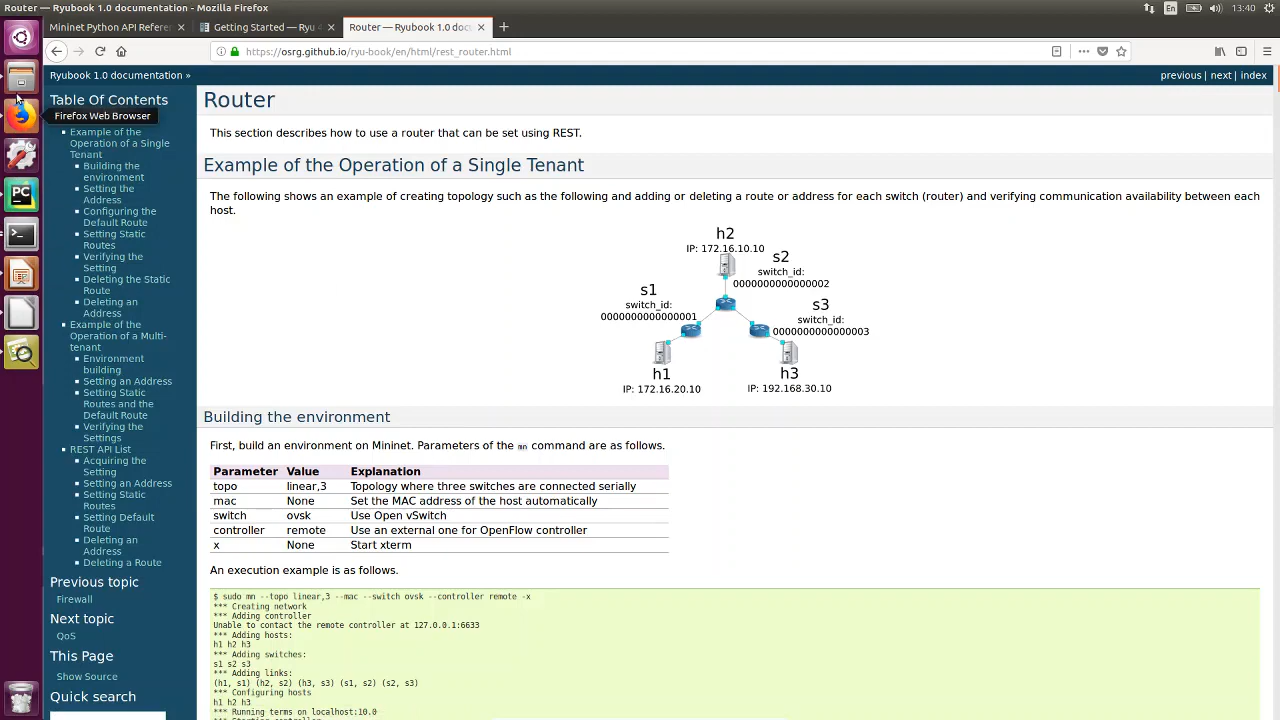 Router — Ryubook 1.0 documentation - Mozilla Firefox
En
13:40
Mininet Python API Referen
Getting Started — Ryu 4
Router — Ryubook 1.0 docu
https://osrg.github.io/ryu-book/en/html/rest_router.html
Ryubook 1.0 documentation »
previous | next | index
Table Of Contents
Firefox Web Browser
Example of the
Operation of a Single
Tenant
Building the
environment
Setting the
Address
Configuring the
Default Route
Setting Static
Routes
Verifying the
Setting
Deleting the Static
Route
Deleting an
Address
Example of the
Operation of a Multi-
tenant
Environment
building
Setting an Address
Setting Static
Routes and the
Default Route
Verifying the
Settings
REST API List
Acquiring the
Setting
Setting an Address
Setting Static
Routes
Setting Default
Route
Deleting an
Address
Deleting a Route
Previous topic
Firewall
Next topic
QoS
This Page
Show Source
Quick search
Router
This section describes how to use a router that can be set using REST.
Example of the Operation of a Single Tenant
The following shows an example of creating topology such as the following and adding or deleting a route or address for each switch (router) and verifying communication availability between each
host.
h2
IP: 172.16.10.10
s2
switch_id:
0000000000000002
s1
switch_id:
0000000000000001
s3
switch_id:
0000000000000003
h1
IP: 172.16.20.10
h3
IP: 192.168.30.10
Building the environment
First, build an environment on Mininet. Parameters of the mn command are as follows.
Parameter Value Explanation
topo linear,3 Topology where three switches are connected serially
mac None Set the MAC address of the host automatically
switch ovsk Use Open vSwitch
controller remote Use an external one for OpenFlow controller
x None Start xterm
An execution example is as follows.
$ sudo mn --topo linear,3 --mac --switch ovsk --controller remote -x
*** Creating network
*** Adding controller
Unable to contact the remote controller at 127.0.0.1:6633
*** Adding hosts:
h1 h2 h3
*** Adding switches:
s1 s2 s3
*** Adding links:
(h1, s1) (h2, s2) (h3, s3) (s1, s2) (s2, s3)
*** Configuring hosts
h1 h2 h3
*** Running terms on localhost:10.0